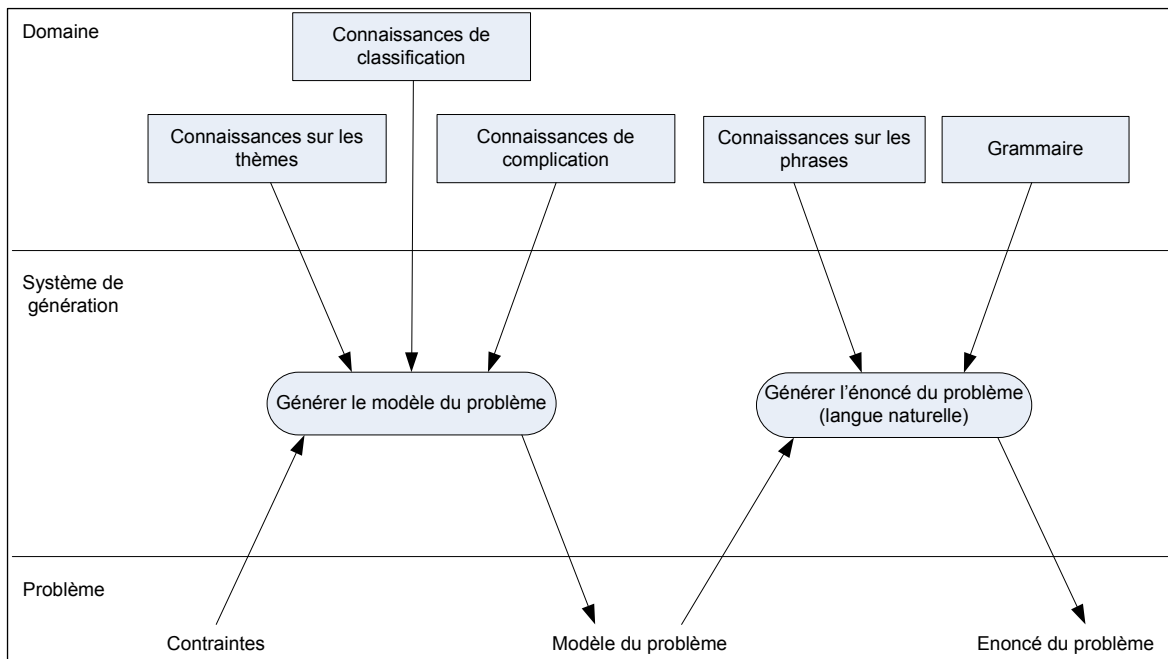 Domaine
Connaissances de
classification
Connaissances sur les
thèmes
Connaissances de
complication
Connaissances sur les
phrases
Grammaire
Système de
génération
Générer le modèle du problème
Générer l'énoncé du problème
(langue naturelle)
Problème
Contraintes
Modèle du problème
Enoncé du problème